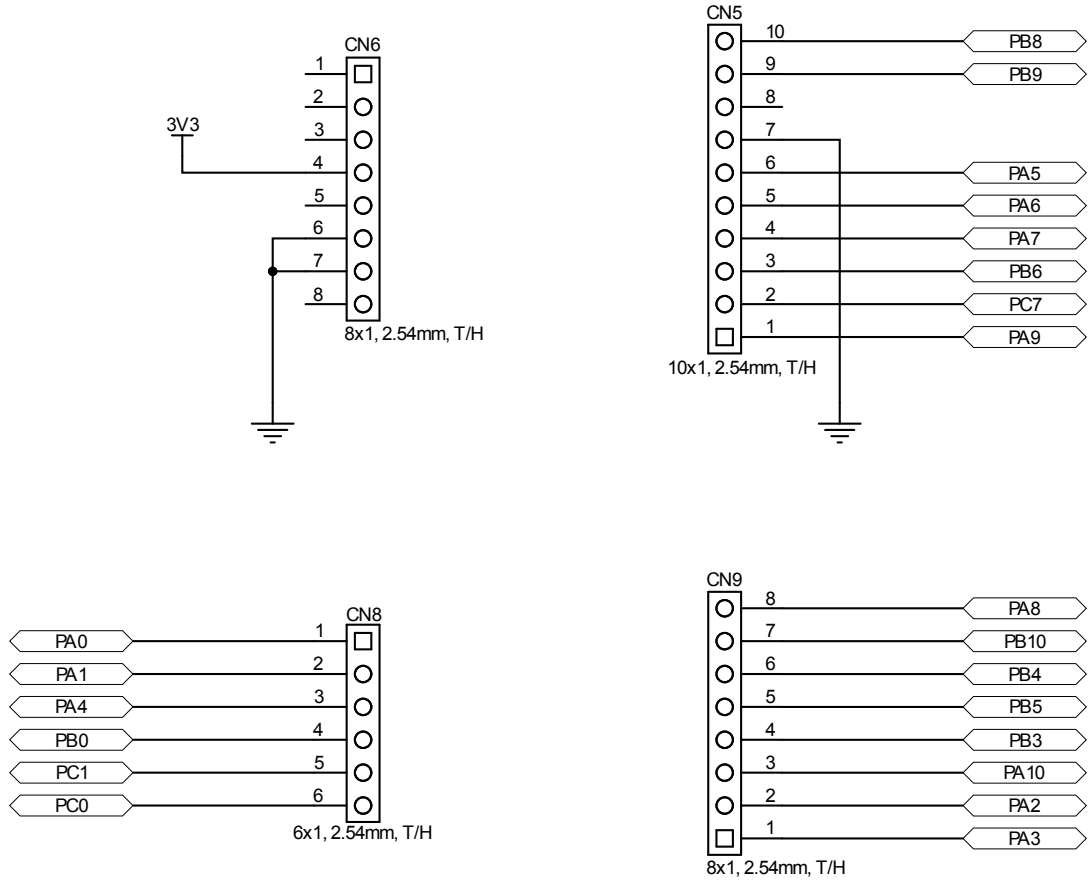 CN6
1
2
3V3
3
4
5
6
7
8
8x1, 2.54mm, T/H
CN5
10 PB8
9 PB9
8
7
6 PA5
5 PA6
4 PA7
3 PB6
2 PC7
1 PA9
10x1, 2.54mm, T/H
CN8
PA0 1
PA1 2
PA4 3
PB0 4
PC1 5
PC0 6
6x1, 2.54mm, T/H
CN9
8 PA8
7 PB10
6 PB4
5 PB5
4 PB3
3 PA10
2 PA2
1 PA3
8x1, 2.54mm, T/H